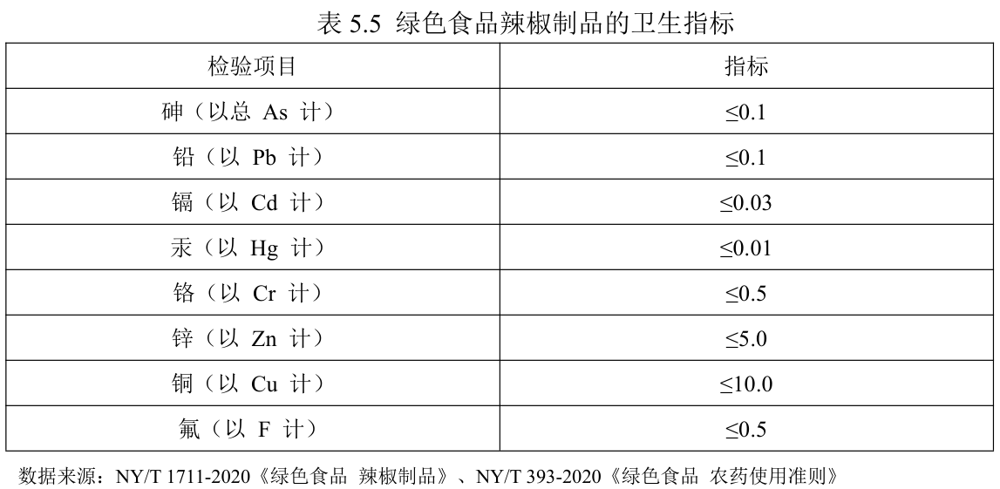 表 5.5 绿色食品辣椒制品的卫生指标
检验项目 指标
砷（以总 As 计） ≤0.1
铅（以 Pb 计） ≤0.1
镉（以 Cd 计） ≤0.03
汞（以 Hg 计） ≤0.01
铬（以 Cr 计） ≤0.5
锌（以 Zn 计） ≤5.0
铜（以 Cu 计） ≤10.0
氟（以 F 计） ≤0.5
数据来源：NY/T 1711-2020《绿色食品 辣椒制品》、NY/T 393-2020《绿色食品 农药使用准则》